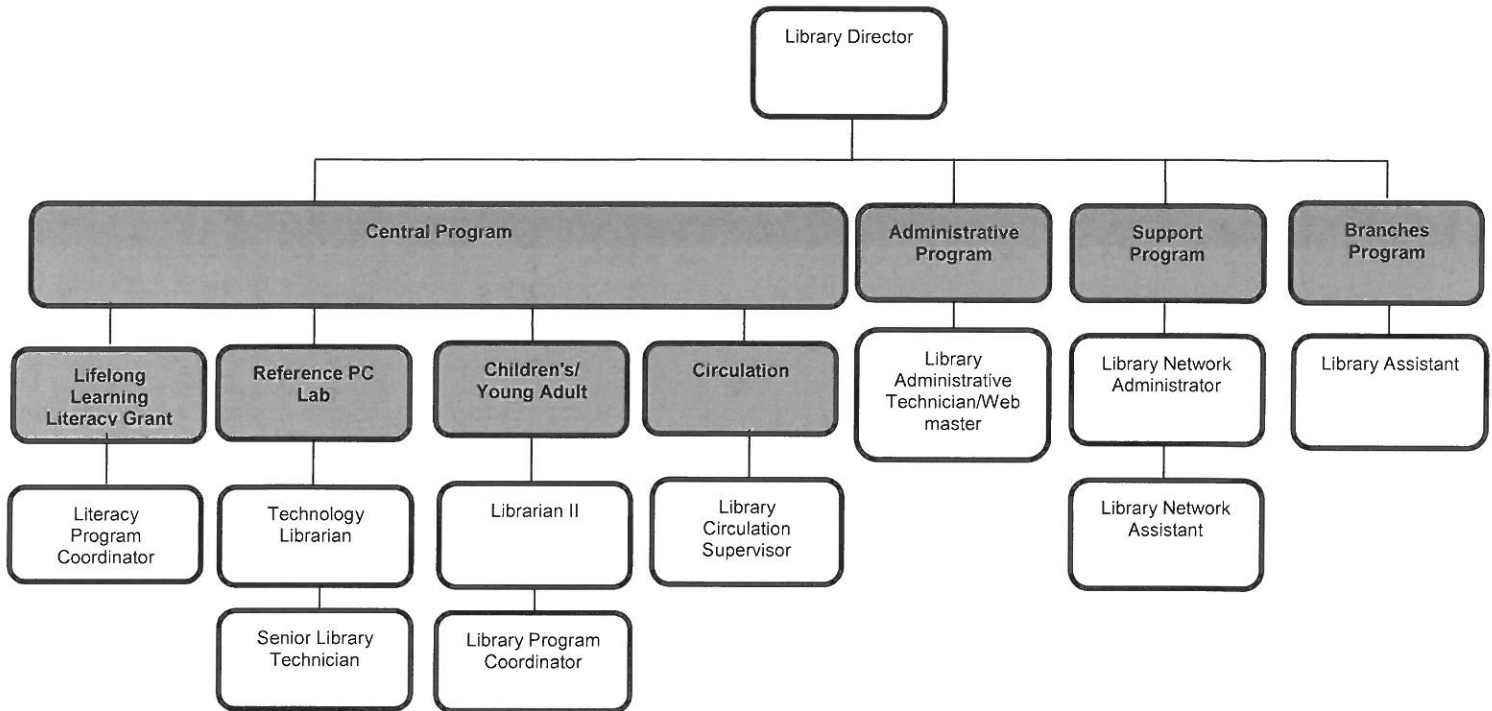 Library Director
Central Program
Administrative
Program
Support
Program
Branches
Program
Lifelong
Learning
Literacy Grant
Reference PC
Lab
Children's/
Young Adult
Circulation
Library
Administrative
Technician/Web
master
Library Network
Administrator
Library Assistant
Literacy
Program
Coordinator
Technology
Librarian
Librarian II
Library
Circulation
Supervisor
Library Network
Assistant
Senior Library
Technician
Library Program
Coordinator